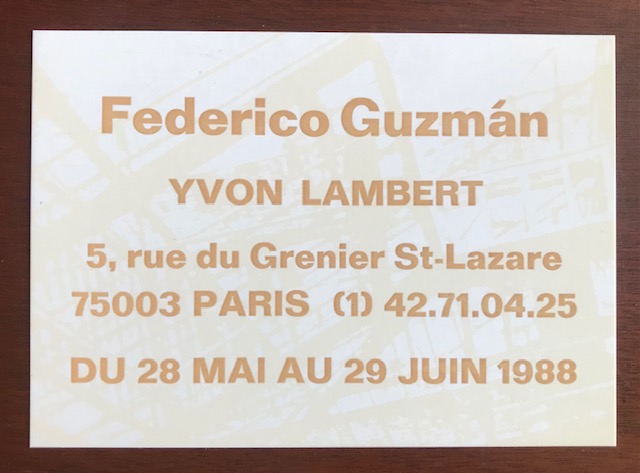 Federico Guzmán
YVON LAMBERT
5, rue du Grenier St-Lazare
75003 PARIS (1) 42.71.04.25
DU 28 MAI AU 29 JUIN 1988